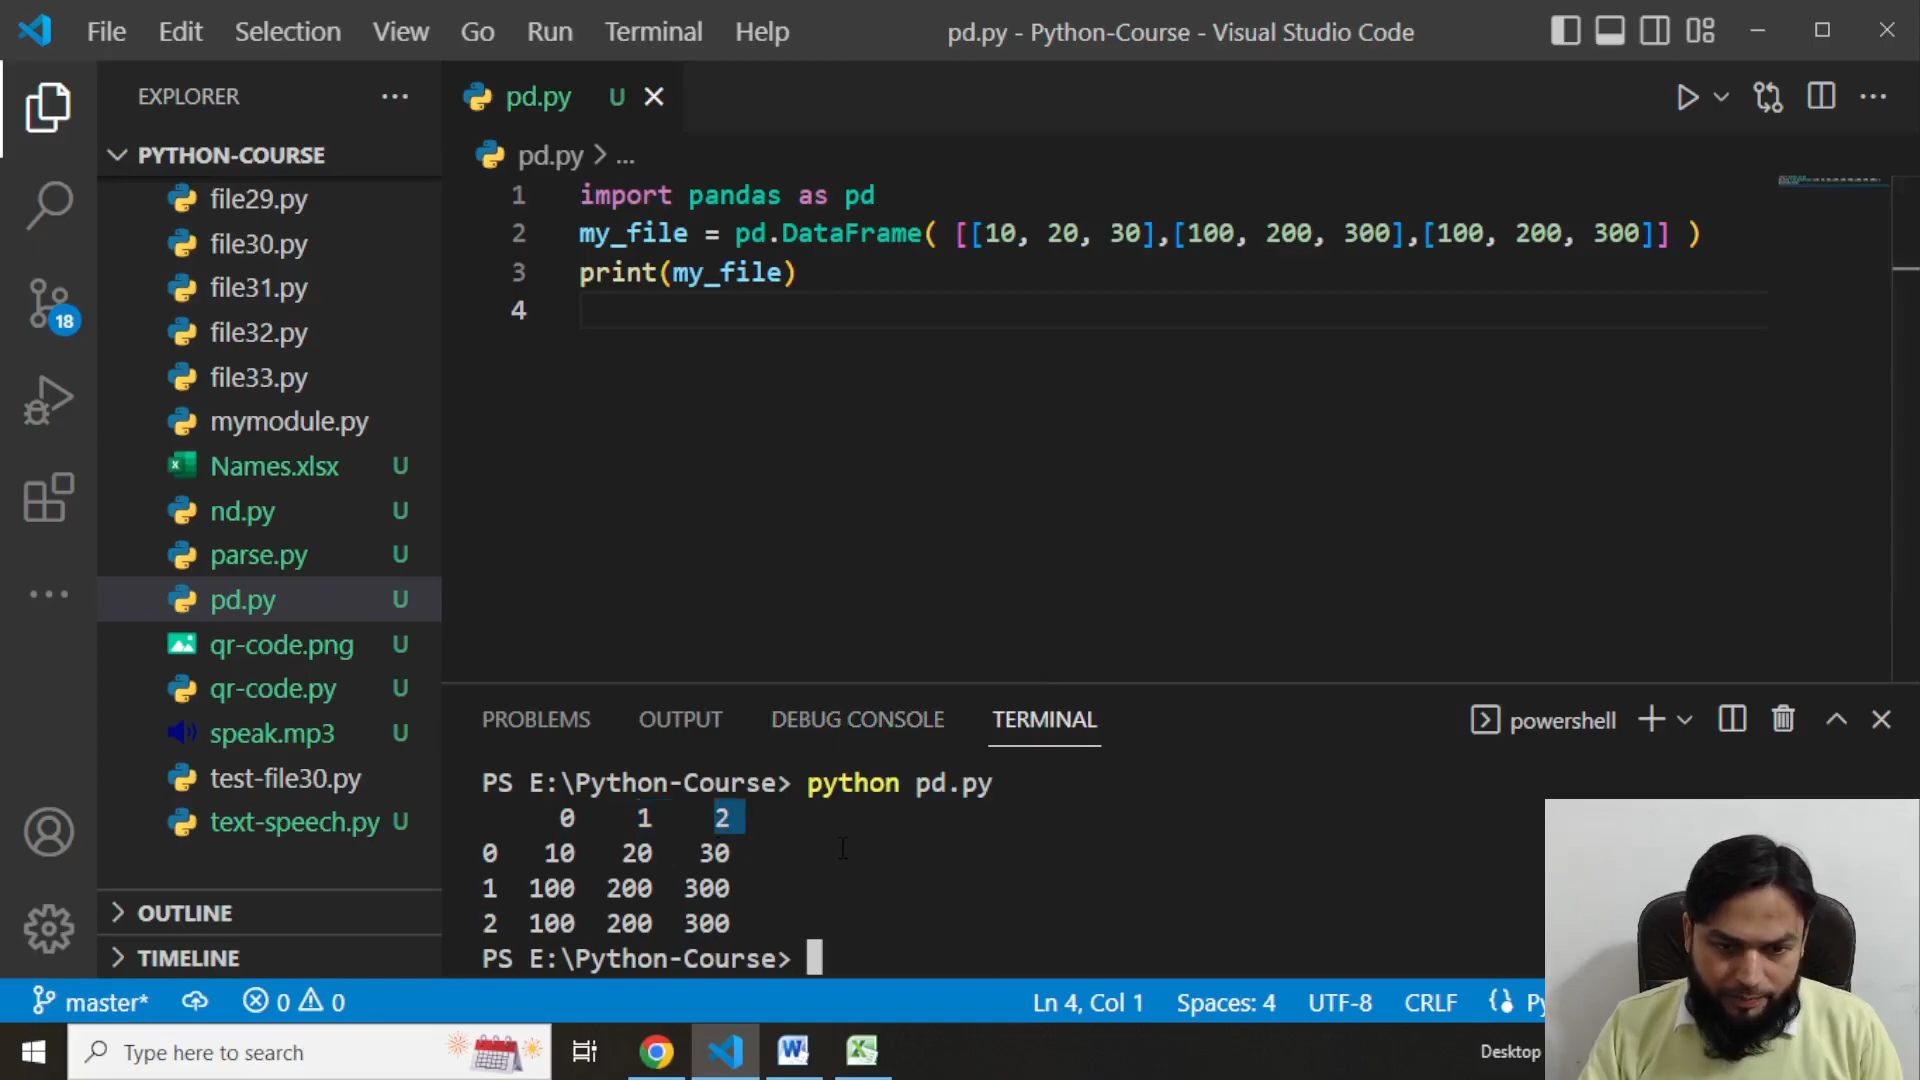 File Edit Selection View Go Run Terminal Help
pd.py - Python-Course - Visual Studio Code
EXPLORER
PYTHON-COURSE
file29.py
file30.py
file31.py
file32.py
file33.py
mymodule.py
Names.xlsx U
nd.py U
parse.py U
pd.py U
qr-code.png U
qr-code.py U
speak.mp3 U
test-file30.py
text-speech.py U
OUTLINE
TIMELINE
18
pd.py U
pd.py > ...
1 import pandas as pd
2 my_file = pd.DataFrame( [[10, 20, 30],[100, 200, 300],[100, 200, 300]] )
3 print(my_file)
4
PROBLEMS OUTPUT DEBUG CONSOLE TERMINAL
powershell
PS E:\Python-Course> python pd.py
0 1 2
0 10 20 30
1 100 200 300
2 100 200 300
PS E:\Python-Course>
master* 0 0
Ln 4, Col 1 Spaces: 4 UTF-8 CRLF Py
Type here to search
Desktop